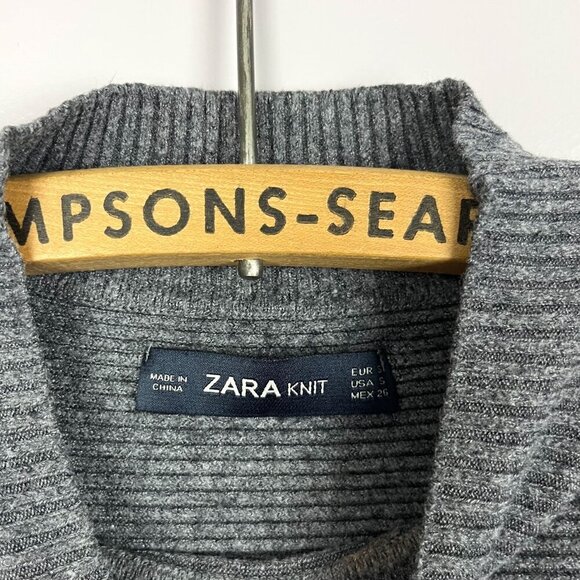 MPSONS-SEAR
MADE IN
CHINA
ZARA KNIT
EUR S
USA S
MEX 26